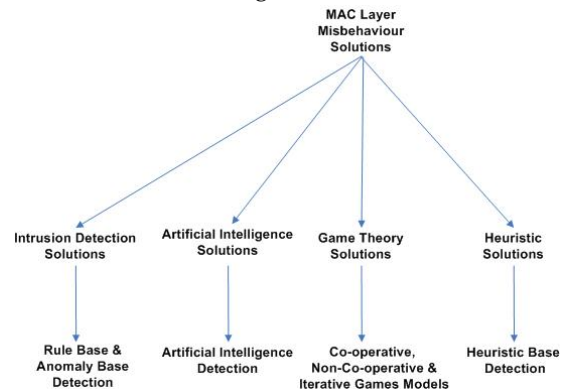 MAC Layer
Misbehaviour
Solutions
Intrusion Detection
Solutions
Artificial Intelligence
Solutions
Game Theory
Solutions
Heuristic
Solutions
Rule Base &
Anomaly Base
Detection
Artificial Intelligence
Detection
Co-operative,
Non-Co-operative &
Iterative Games Models
Heuristic Base
Detection